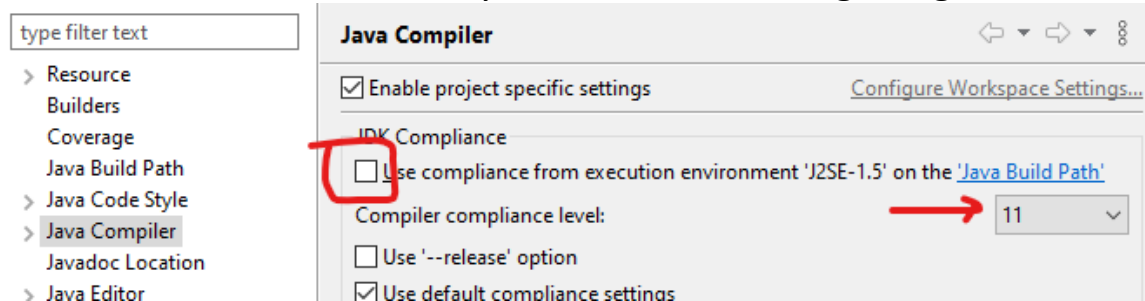 type filter text
Resource
Builders
Coverage
Java Build Path
Java Code Style
Java Compiler
Javadoc Location
Java Editor
Java Compiler
Enable project specific settings
Configure Workspace Settings...
JDK Compliance
Use compliance from execution environment 'J2SE-1.5' on the 'Java Build Path'
Compiler compliance level:
11
Use '--release' option
Use default compliance settings